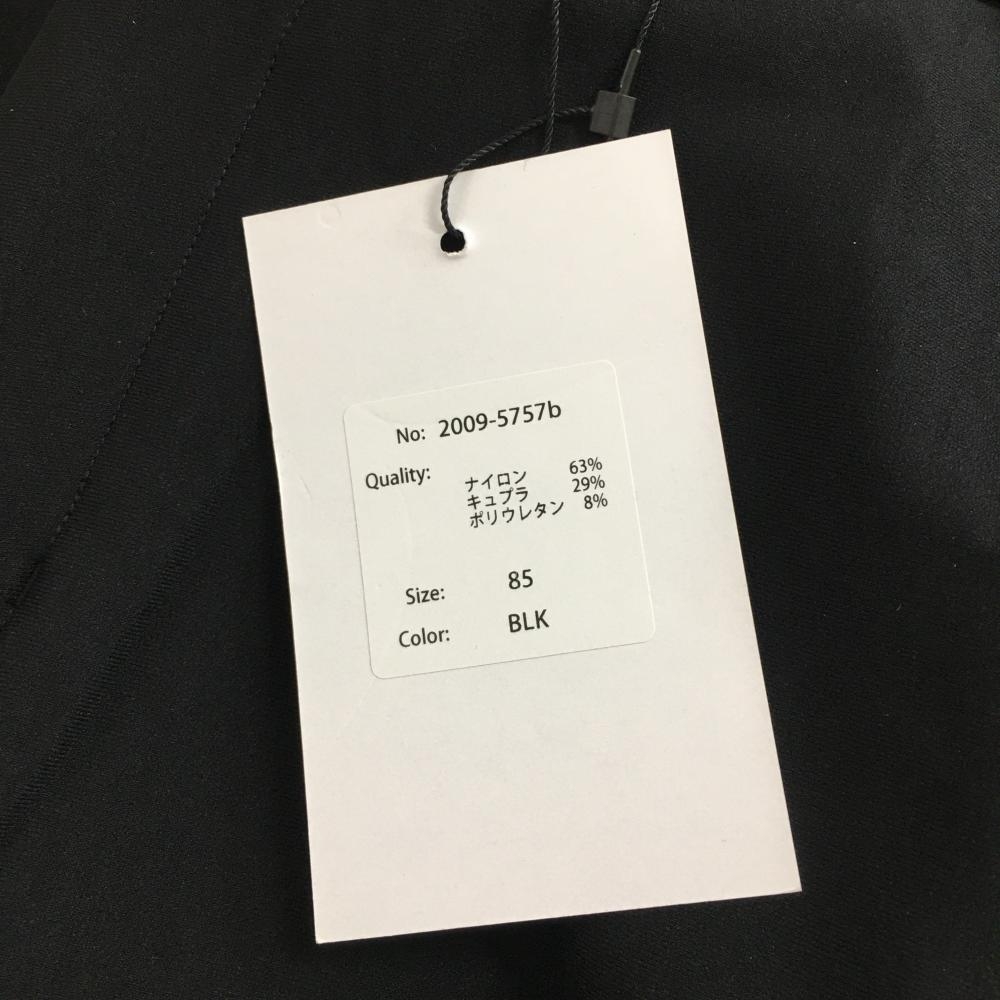 No: 2009-5757b
Quality:
ナイロン 63%
キュプラ 29%
ポリウレタン 8%
Size: 85
Color: BLK